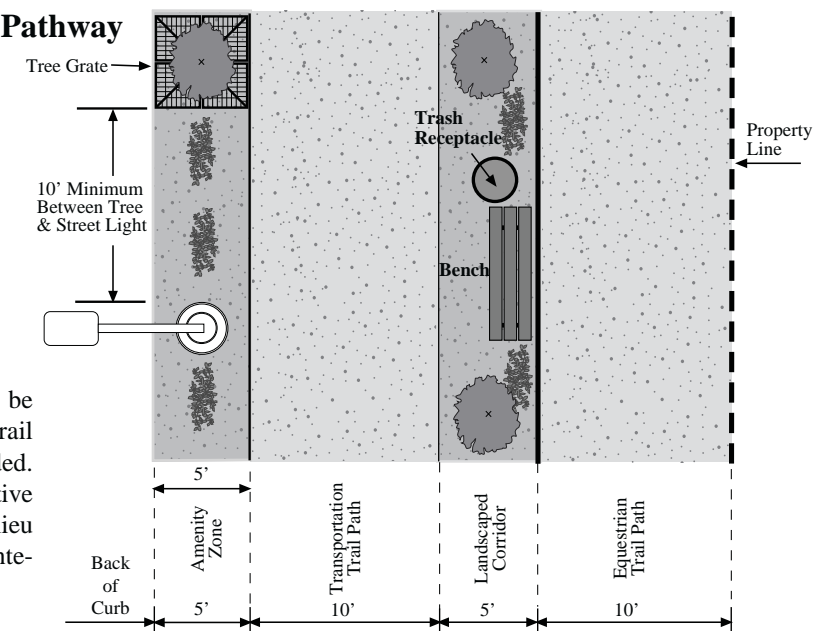 Pathway
Tree Grate
Trash
Receptacle
Property
Line
10’ Minimum
Between Tree
& Street Light
Bench
be
rail
ded.
tive
lieu
nte-
5’
Amenity
Zone
Transportation
Trail Path
Landscaped
Corridor
Equestrian
Trail Path
Back
of
Curb
5’
10’
5’
10’